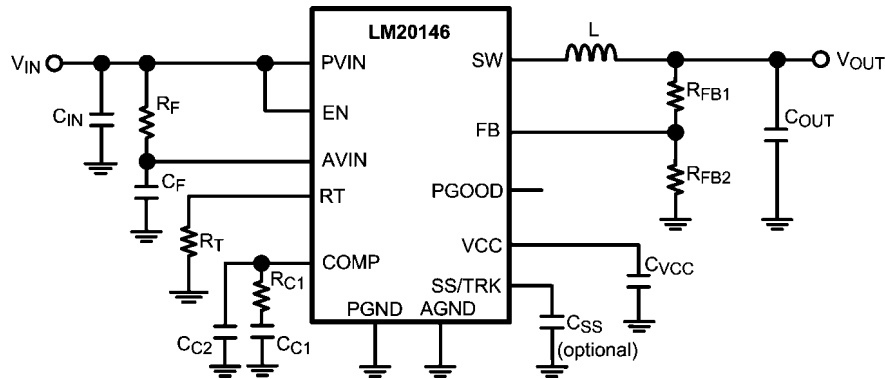 LM20146
L
VIN
PVIN
SW
VOUT
RFB1
CIN
RF
EN
COUT
FB
AVIN
CF
RFB2
RT
PGOOD
RT
VCC
COMP
CVCC
RC1
SS/TRK
PGND
AGND
CSS
CC2
CC1
(optional)